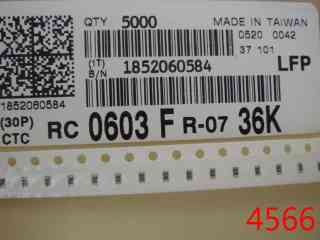 QTY 5000
MADE IN TAIWAN
0520 0042
37 101
(1T)
B/N 1852060584
LFP
1852060584
(30P)
CTC
RC 0603 F R-07 36K
4566